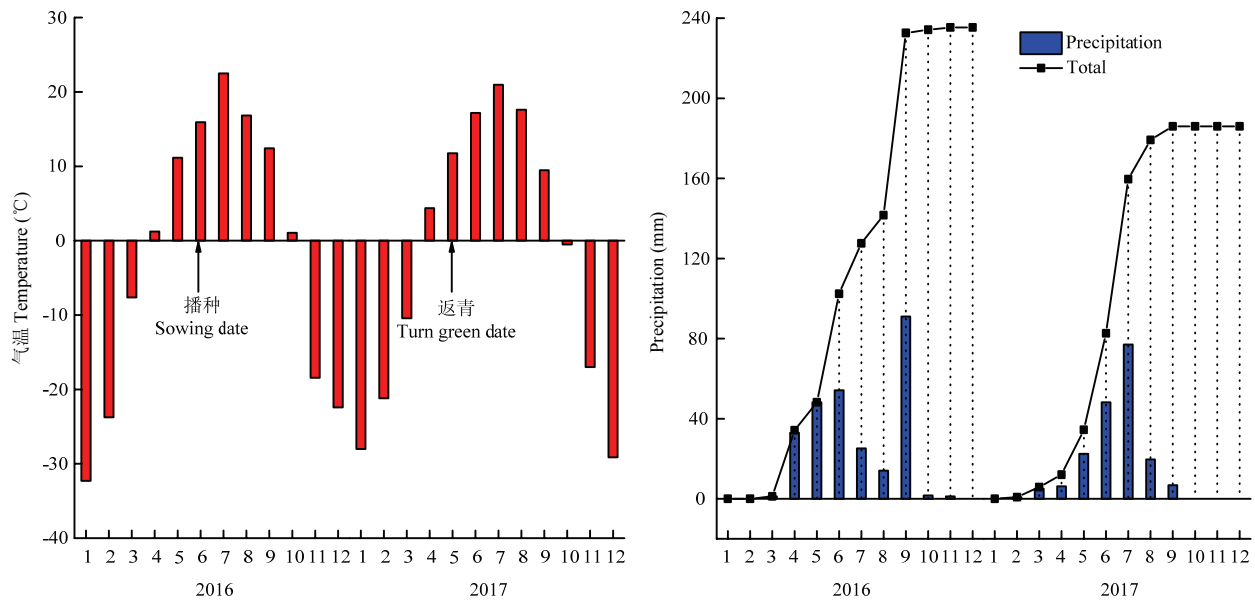 30
20
10
0
-10
-20
-30
-40
气温 Temperature (℃)
播种
Sowing date
返青
Turn green date
1 2 3 4 5 6 7 8 9 10 11 12 1 2 3 4 5 6 7 8 9 10 11 12
2016 2017
240
200
160
120
80
40
0
Precipitation (mm)
Precipitation
Total
1 2 3 4 5 6 7 8 9 10 11 12 1 2 3 4 5 6 7 8 9 10 11 12
2016 2017